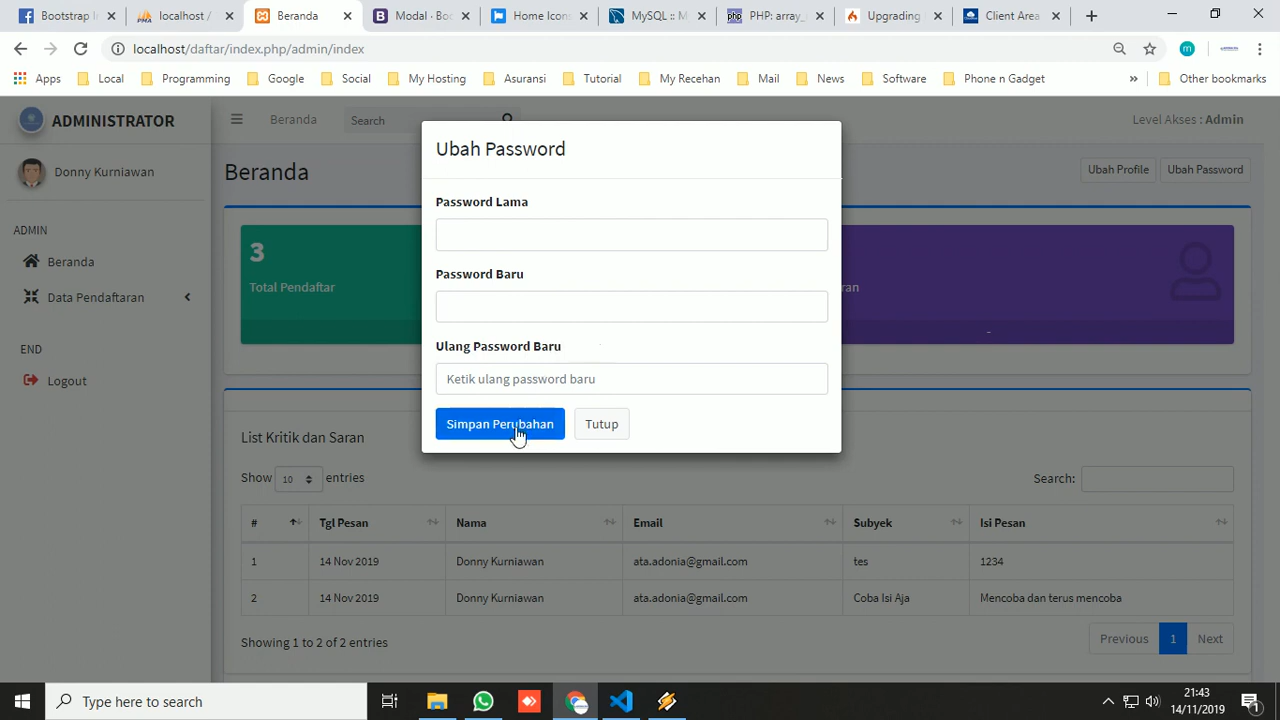 Bootstrap I
localhost /
Beranda
Modal · Boo
Home Icons
MySQL :: M
PHP: array_
Upgrading
Client Area
localhost/daftar/index.php/admin/index
Apps
Local
Programming
Google
Social
My Hosting
Asuransi
Tutorial
My Recehan
Mail
News
Software
Phone n Gadget
»
Other bookmarks
ADMINISTRATOR
Beranda
Search
Level Akses : Admin
Donny Kurniawan
ADMIN
Beranda
Data Pendaftaran
END
Logout
Beranda
Ubah Profile
Ubah Password
3
Total Pendaftar
ran
Ubah Password
Password Lama
Password Baru
Ulang Password Baru
Ketik ulang password baru
Simpan Perubahan
Tutup
List Kritik dan Saran
Show 10 entries
Search:
# Tgl Pesan Nama Email Subyek Isi Pesan
1 14 Nov 2019 Donny Kurniawan ata.adonia@gmail.com tes 1234
2 14 Nov 2019 Donny Kurniawan ata.adonia@gmail.com Coba Isi Aja Mencoba dan terus mencoba
Showing 1 to 2 of 2 entries
Previous 1 Next
Type here to search
21:43
14/11/2019
1